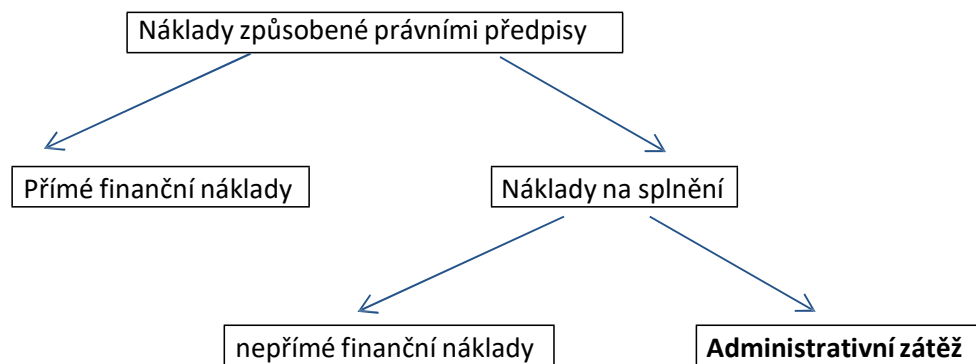 Náklady způsobené právními předpisy
Přímé finanční náklady
Náklady na splnění
nepřímé finanční náklady
Administrativní zátěž